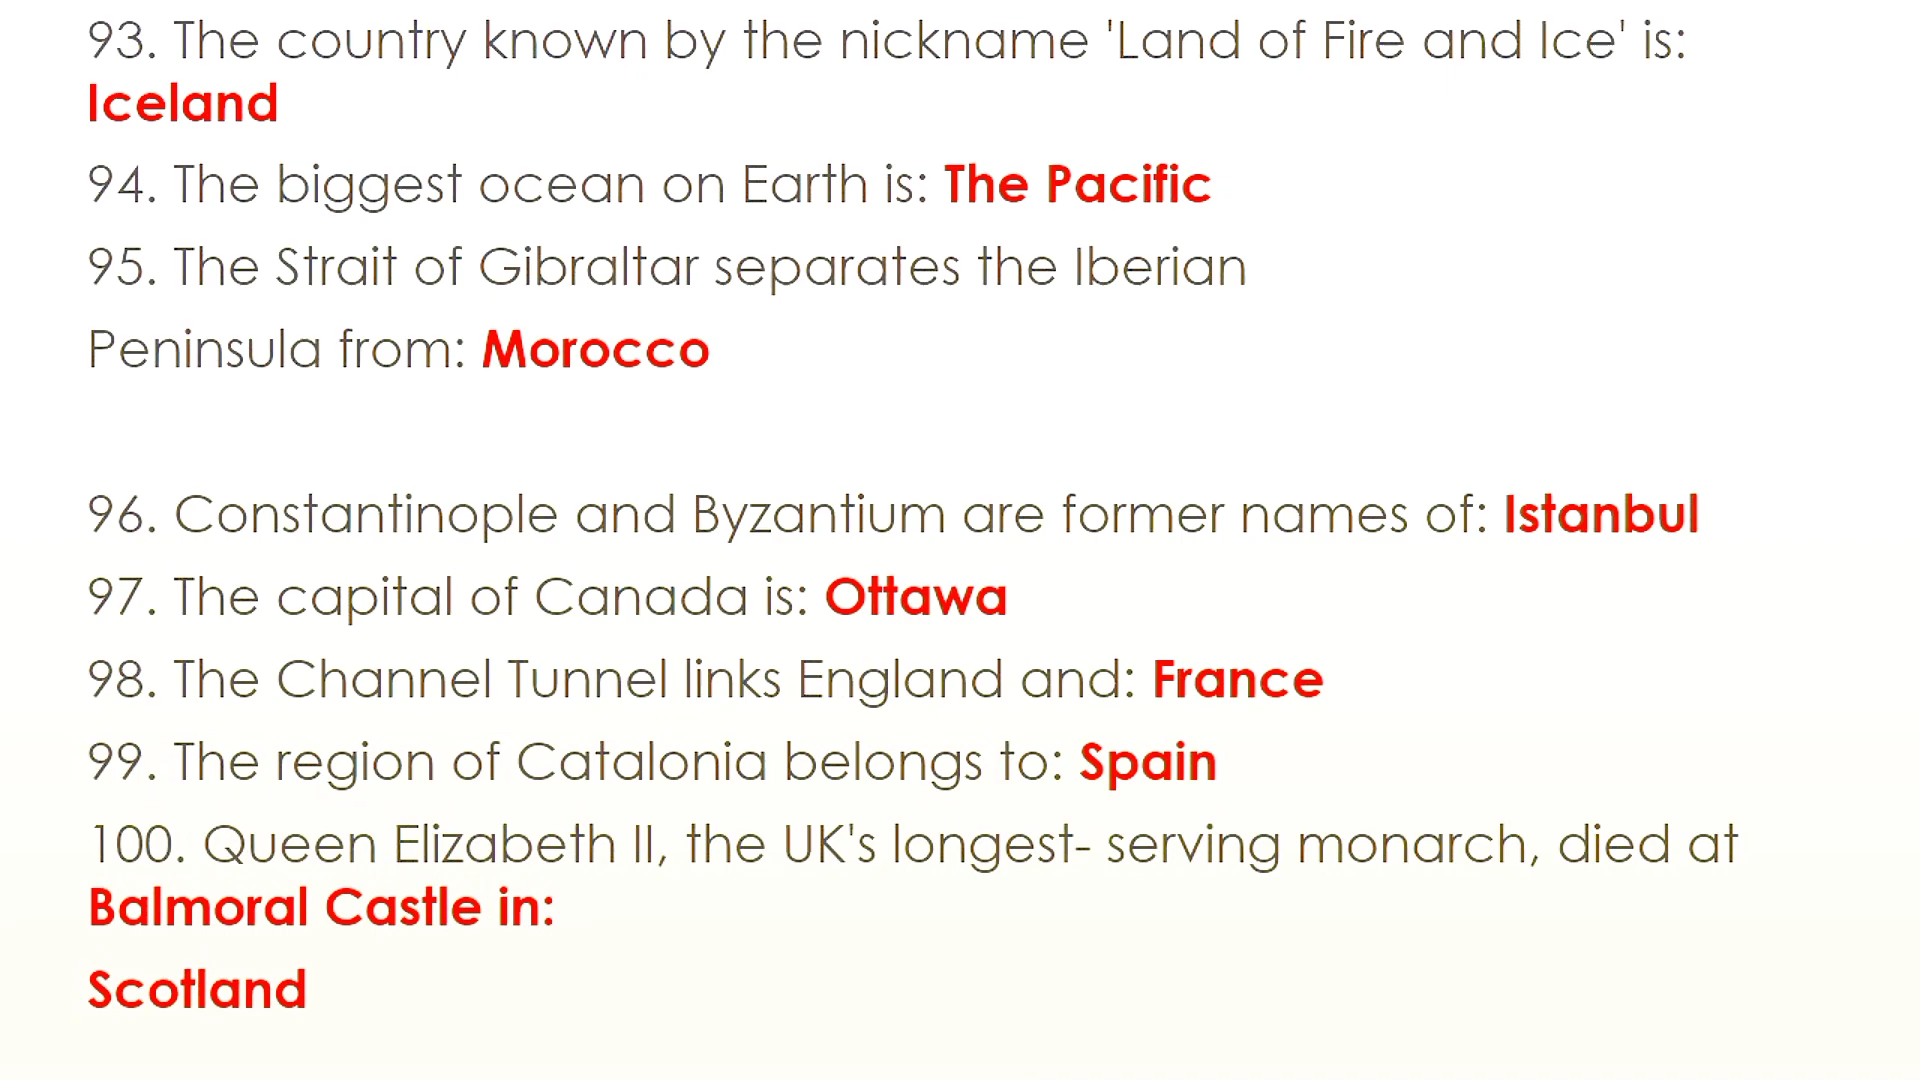 93. The country known by the nickname 'Land of Fire and Ice' is:
Iceland
94. The biggest ocean on Earth is: The Pacific
95. The Strait of Gibraltar separates the Iberian
Peninsula from: Morocco
96. Constantinople and Byzantium are former names of: Istanbul
97. The capital of Canada is: Ottawa
98. The Channel Tunnel links England and: France
99. The region of Catalonia belongs to: Spain
100. Queen Elizabeth II, the UK's longest- serving monarch, died at
Balmoral Castle in:
Scotland